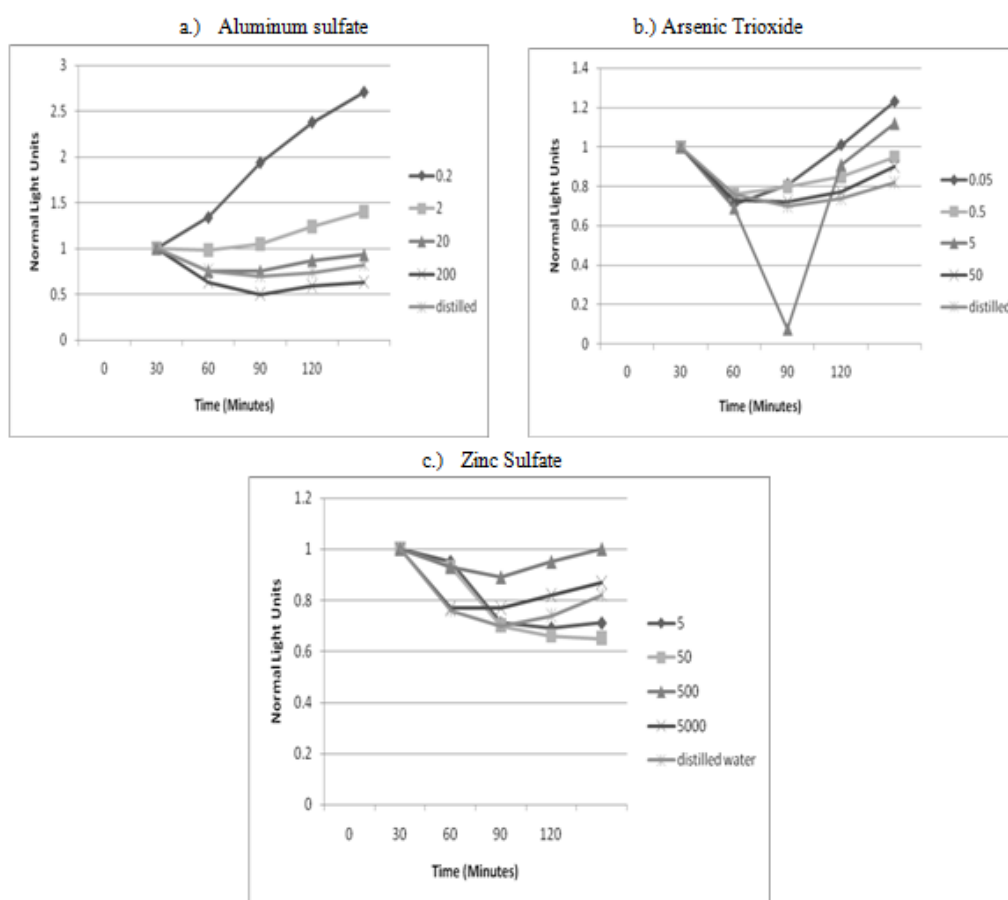 a.) Aluminum sulfate
3
2.5
2
1.5
1
0.5
0
Normal Light Units
0 30 60 90 120
Time (Minutes)
0.2
2
20
200
distilled
b.) Arsenic Trioxide
1.4
1.2
1
0.8
0.6
0.4
0.2
0
Normal Light Units
0 30 60 90 120
Time (Minutes)
0.05
0.5
5
50
distilled
c.) Zinc Sulfate
1.2
1
0.8
0.6
0.4
0.2
0
Normal Light Units
0 30 60 90 120
Time (Minutes)
5
50
500
5000
distilled water